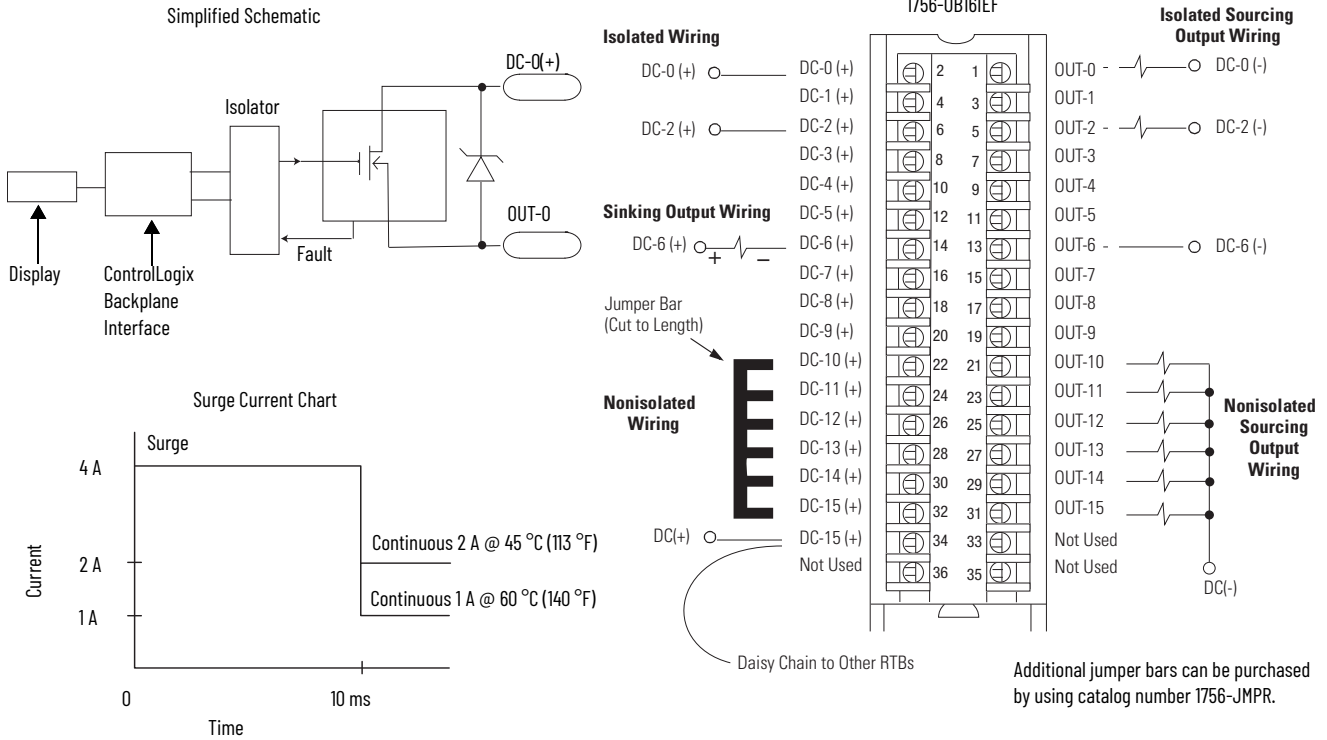 Simplified Schematic
DC-0(+)
Isolator
OUT-0
Fault
Display
ControlLogix
Backplane
Interface
Surge Current Chart
Surge
4 A
2 A
1 A
Current
Continuous 2 A @ 45 °C (113 °F)
Continuous 1 A @ 60 °C (140 °F)
0
10 ms
Time
1756-OB16IEF
Isolated Wiring
DC-0 (+)
DC-2 (+)
Sinking Output Wiring
DC-6 (+)
+ –
Jumper Bar
(Cut to Length)
Nonisolated
Wiring
DC(+)
Daisy Chain to Other RTBs
Isolated Sourcing
Output Wiring
DC-0 (+) 2 1 OUT-0 DC-0 (-)
DC-1 (+) 4 3 OUT-1
DC-2 (+) 6 5 OUT-2 DC-2 (-)
DC-3 (+) 8 7 OUT-3
DC-4 (+) 10 9 OUT-4
DC-5 (+) 12 11 OUT-5
DC-6 (+) 14 13 OUT-6 DC-6 (-)
DC-7 (+) 16 15 OUT-7
DC-8 (+) 18 17 OUT-8
DC-9 (+) 20 19 OUT-9
DC-10 (+) 22 21 OUT-10
DC-11 (+) 24 23 OUT-11
DC-12 (+) 26 25 OUT-12
DC-13 (+) 28 27 OUT-13
DC-14 (+) 30 29 OUT-14
DC-15 (+) 32 31 OUT-15
DC-15 (+) 34 33 Not Used
Not Used 36 35 Not Used
Nonisolated
Sourcing
Output
Wiring
DC(-)
Additional jumper bars can be purchased
by using catalog number 1756-JMPR.